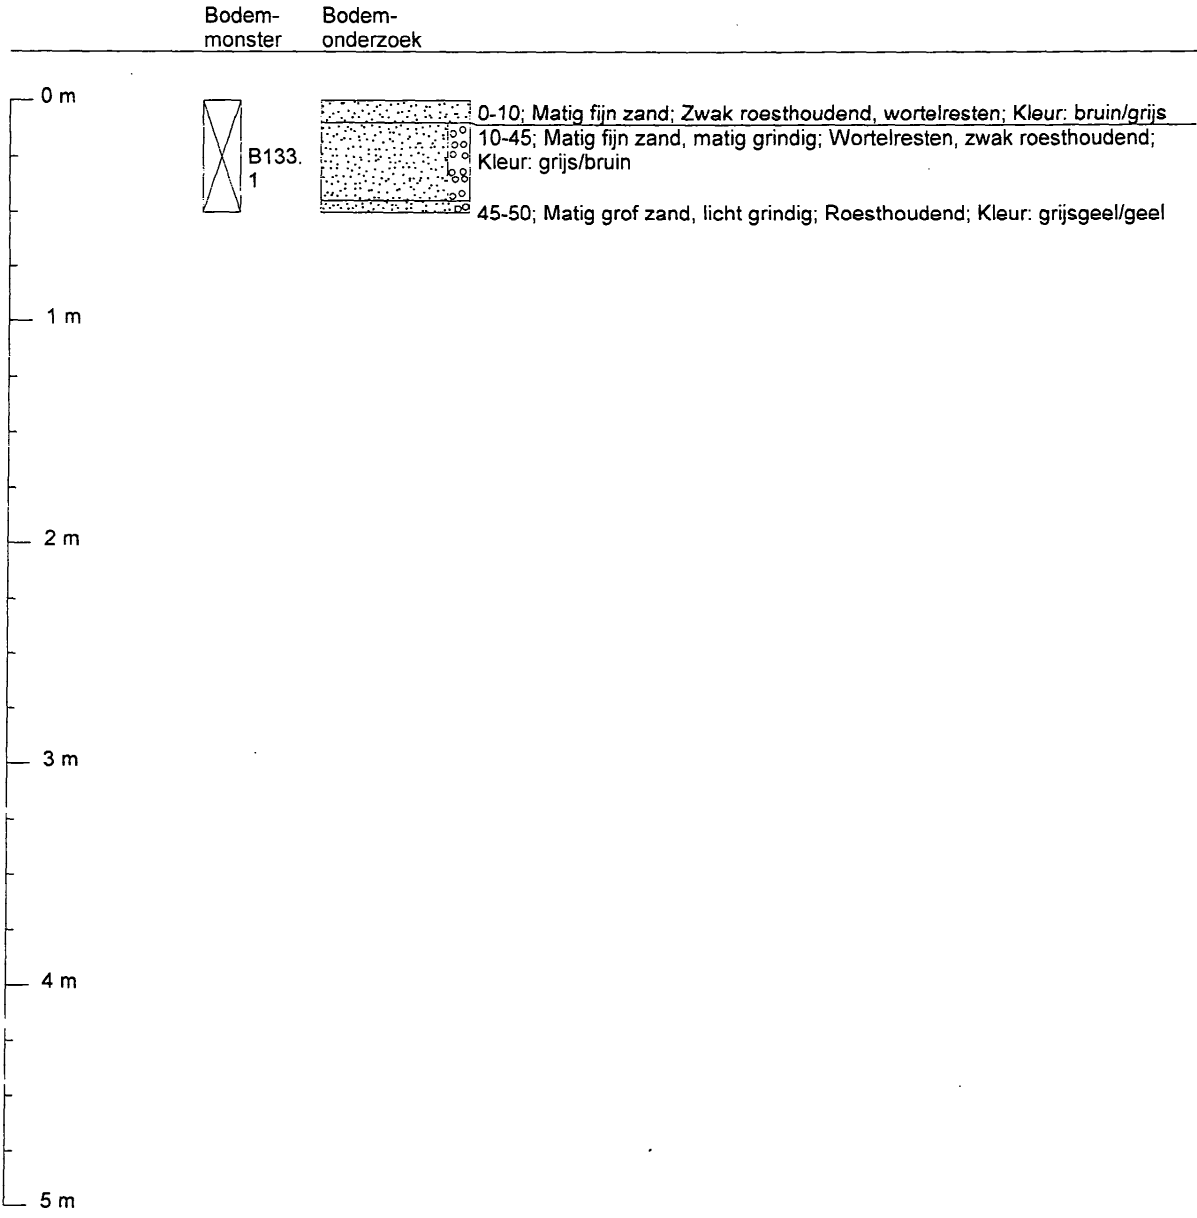 Bodem-
monster
Bodem-
onderzoek
0 m
0-10; Matig fijn zand; Zwak roesthoudend, wortelresten; Kleur: bruin/grijs
10-45; Matig fijn zand, matig grindig; Wortelresten, zwak roesthoudend;
Kleur: grijs/bruin
B133.
1
45-50; Matig grof zand, licht grindig; Roesthoudend; Kleur: grijsgeel/geel
1 m
2 m
3 m
4 m
5 m